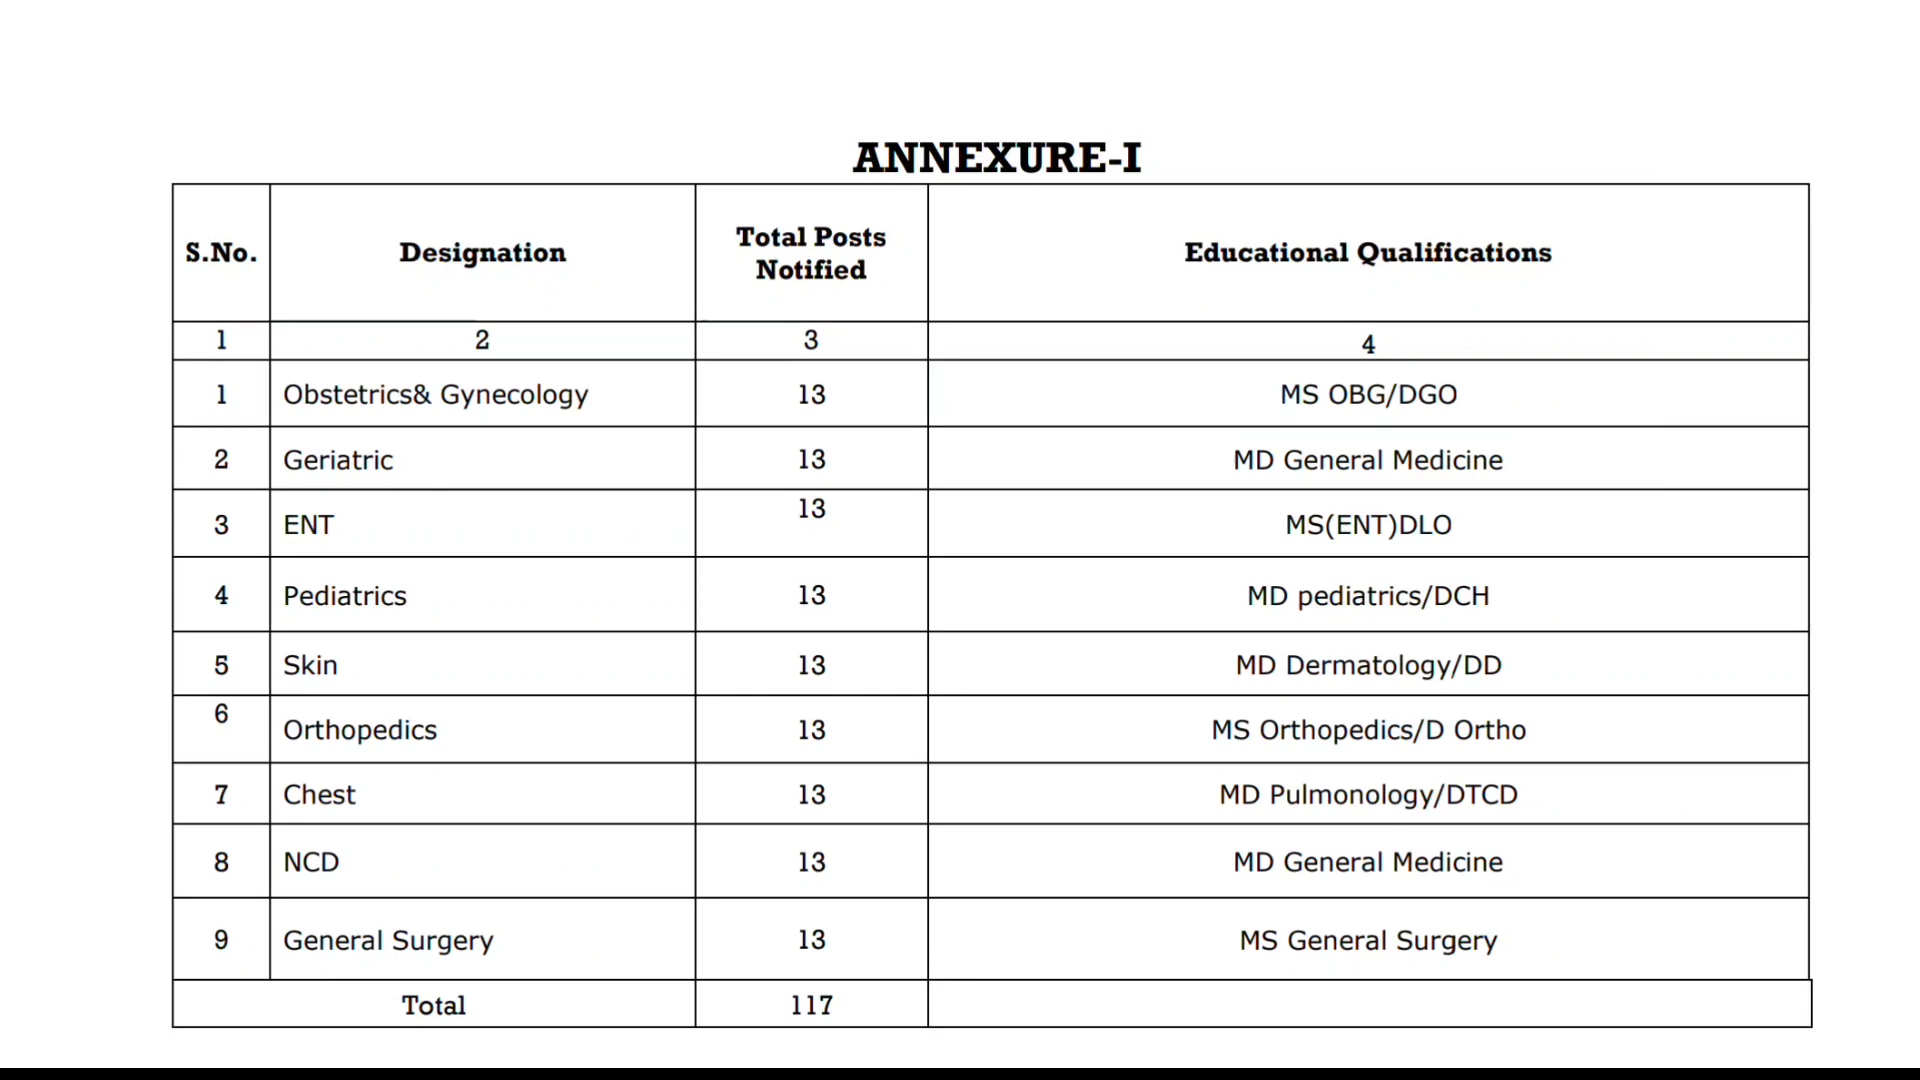 ANNEXURE-I
S.No. Designation Total Posts Notified Educational Qualifications
1 2 3 4
1 Obstetrics& Gynecology 13 MS OBG/DGO
2 Geriatric 13 MD General Medicine
3 ENT 13 MS(ENT)DLO
4 Pediatrics 13 MD pediatrics/DCH
5 Skin 13 MD Dermatology/DD
6 Orthopedics 13 MS Orthopedics/D Ortho
7 Chest 13 MD Pulmonology/DTCD
8 NCD 13 MD General Medicine
9 General Surgery 13 MS General Surgery
Total 117